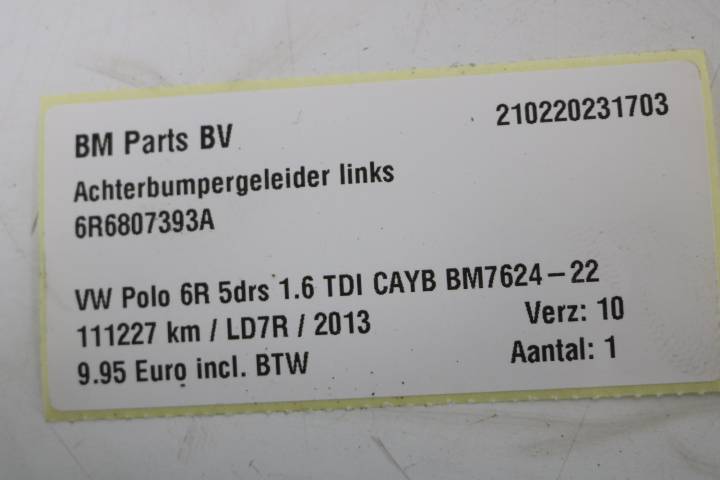 BM Parts BV
210220231703
Achterbumpergeleider links
6R6807393A
VW Polo 6R 5drs 1.6 TDI CAYB BM7624-22
111227 km / LD7R / 2013
Verz: 10
9.95 Euro incl. BTW
Aantal: 1